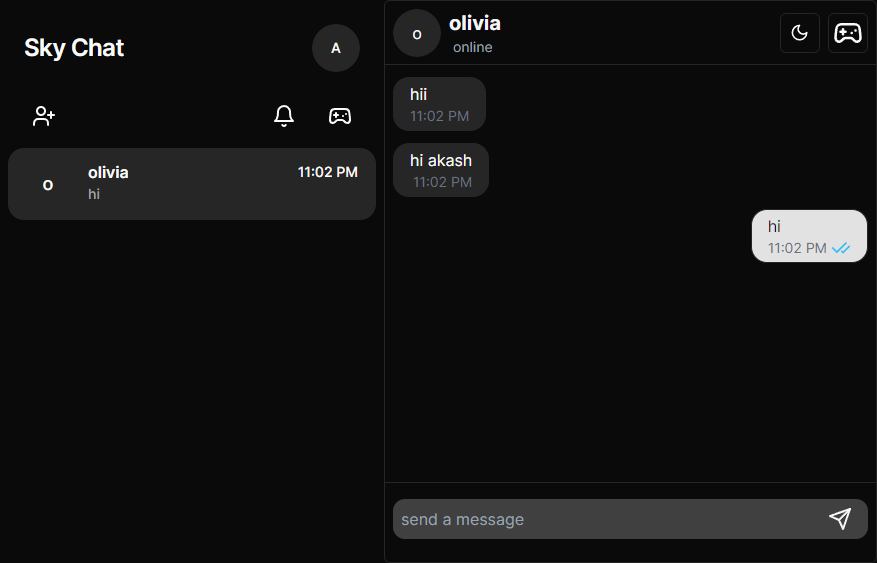 Sky Chat
A
O
olivia
11:02 PM
hi
O
olivia
online
hii
11:02 PM
hi akash
11:02 PM
hi
11:02 PM
send a message